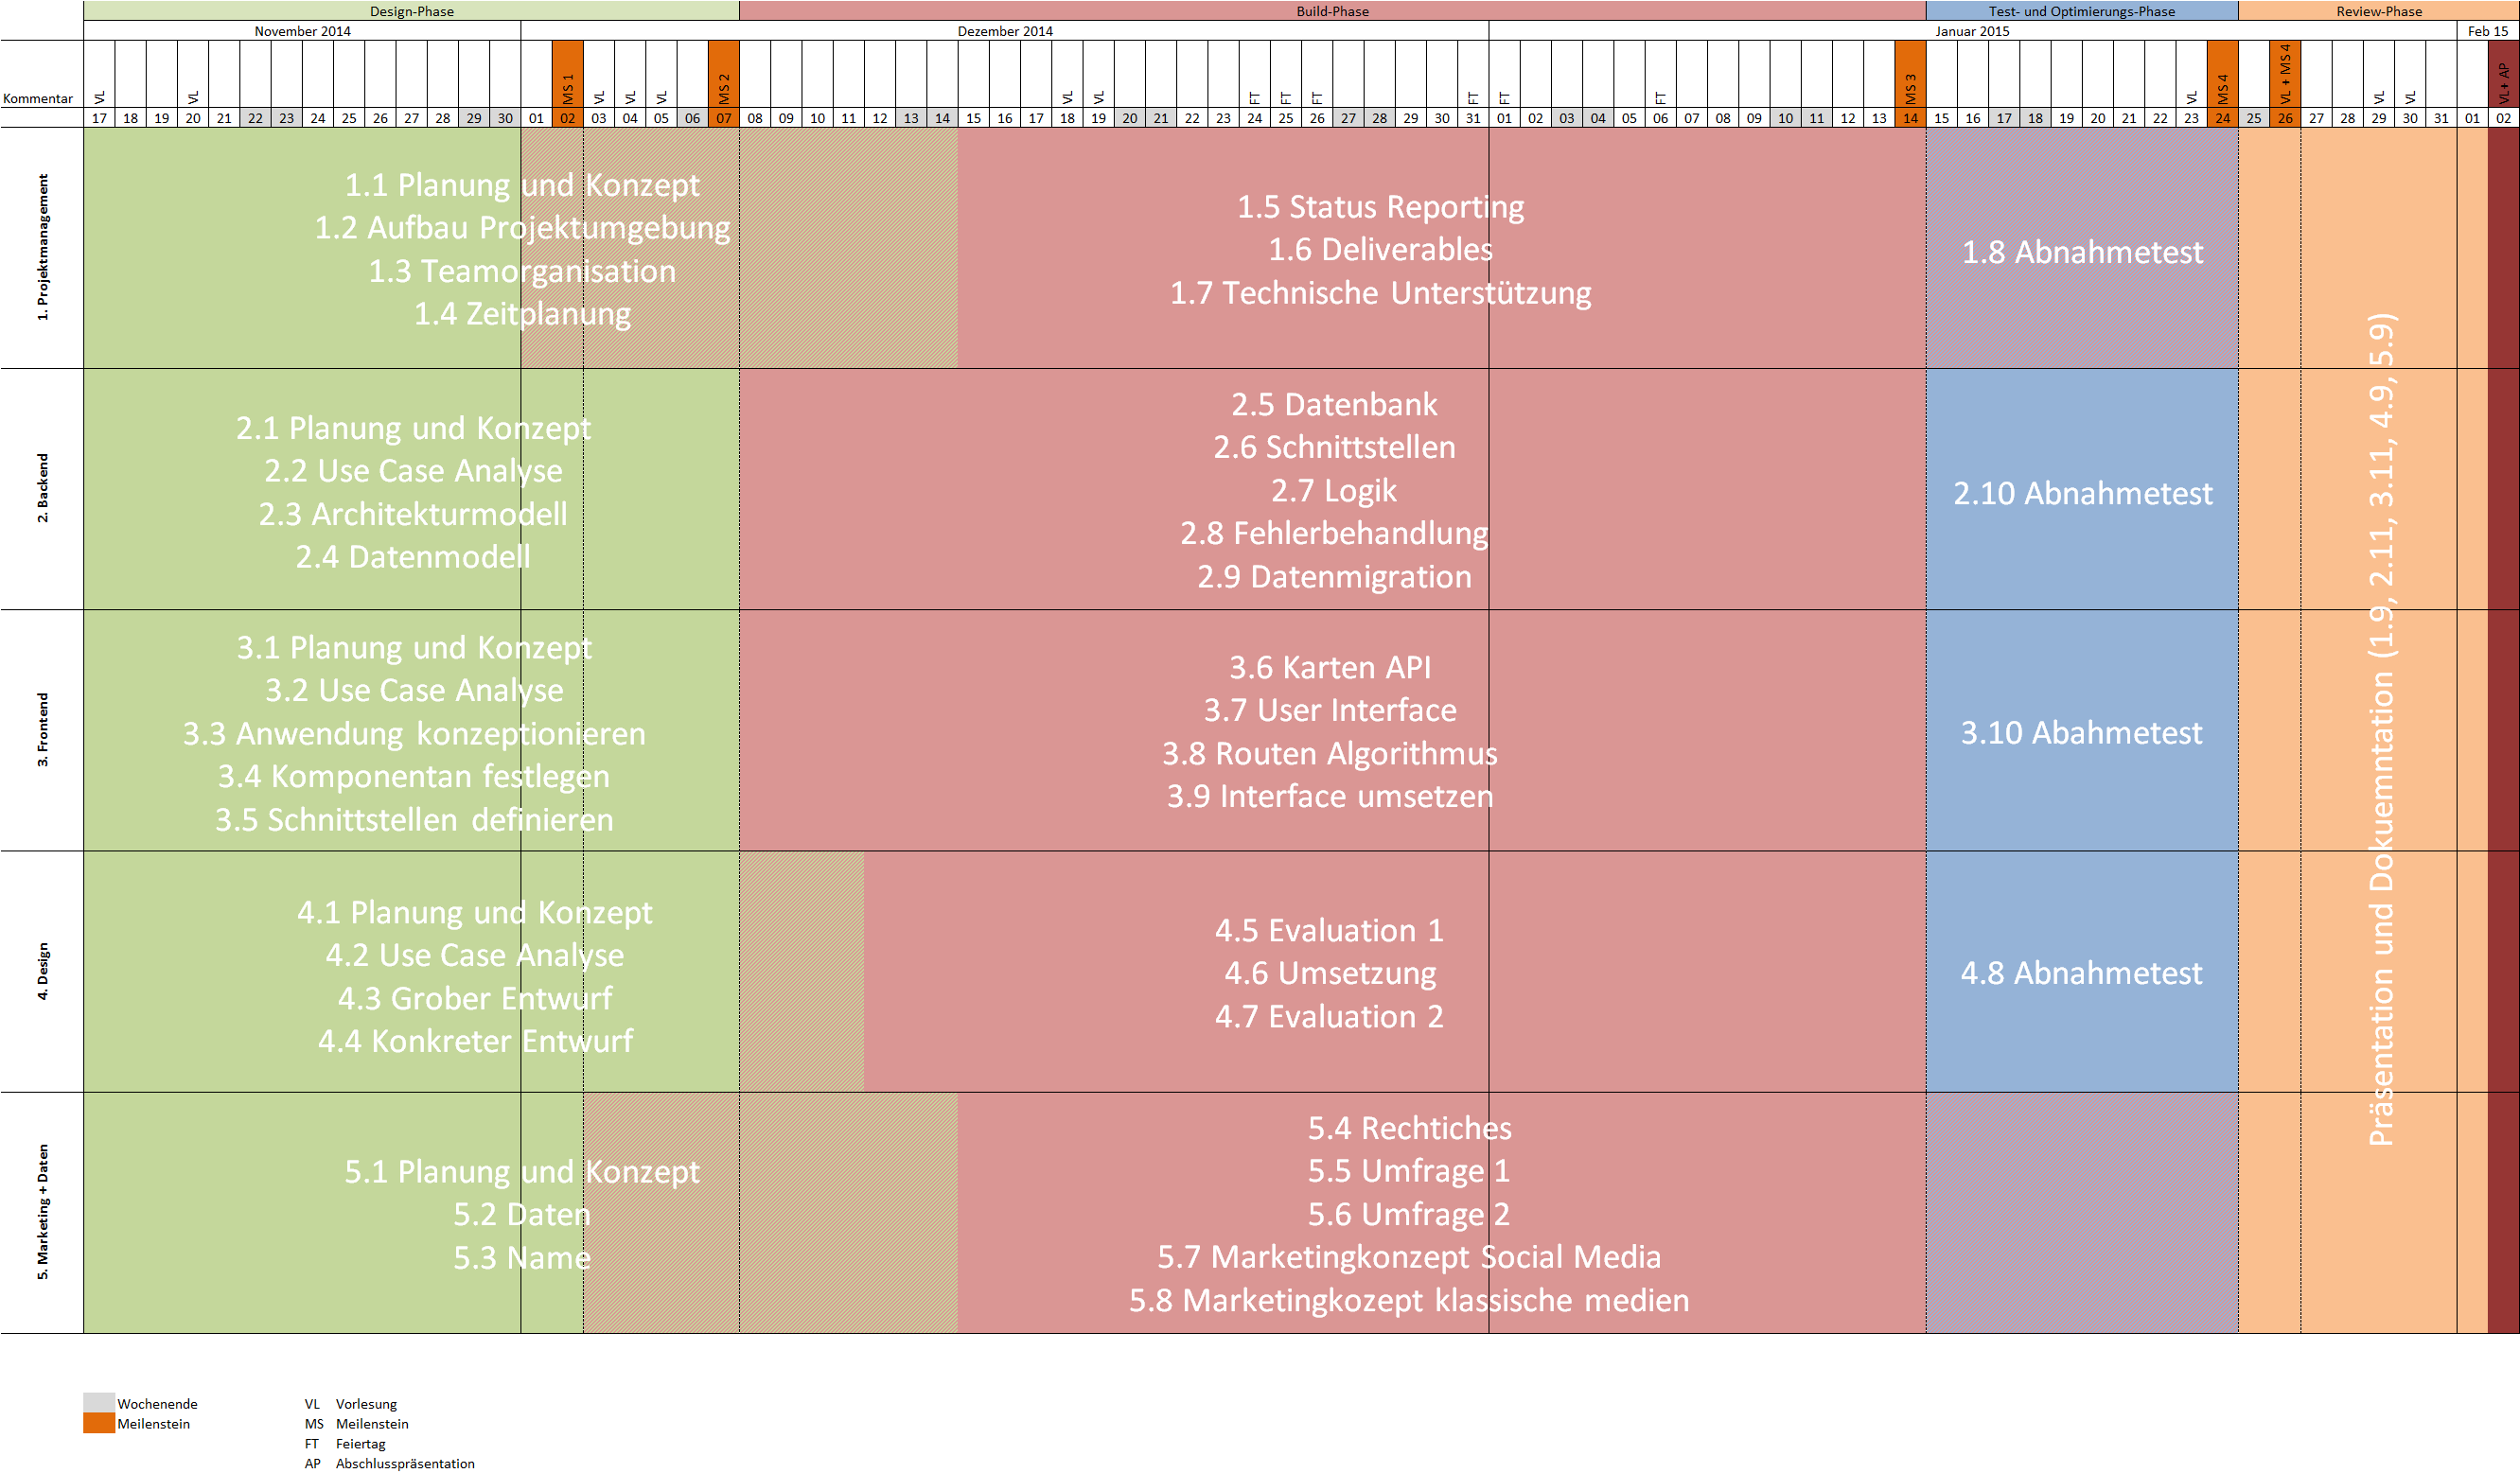 Design-Phase Build-Phase Test- und Optimierungs-Phase Review-Phase
November 2014 Dezember 2014 Januar 2015 Feb 15
Kommentar VL VL MS 1 VL VL VL MS 2 VL VL FT FT FT FT FT FT MS 3 VL MS 4 VL + MS 4 VL VL VL+ AP
17 18 19 20 21 22 23 24 25 26 27 28 29 30 01 02 03 04 05 06 07 08 09 10 11 12 13 14 15 16 17 18 19 20 21 22 23 24 25 26 27 28 29 30 31 01 02 03 04 05 06 07 08 09 10 11 12 13 14 15 16 17 18 19 20 21 22 23 24 25 26 27 28 29 30 31 01 02
1. Projektmanagement
1.1 Planung und Konzept
1.2 Aufbau Projektumgebung
1.3 Teamorganisation
1.4 Zeitplanung
1.5 Status Reporting
1.6 Deliverables
1.7 Technische Unterstützung
1.8 Abnahmetest
2. Backend
2.1 Planung und Konzept
2.2 Use Case Analyse
2.3 Architekturmodell
2.4 Datenmodell
2.5 Datenbank
2.6 Schnittstellen
2.7 Logik
2.8 Fehlerbehandlung
2.9 Datenmigration
2.10 Abnahmetest
3. Frontend
3.1 Planung und Konzept
3.2 Use Case Analyse
3.3 Anwendung konzeptionieren
3.4 Komponentan festlegen
3.5 Schnittstellen definieren
3.6 Karten API
3.7 User Interface
3.8 Routen Algorithmus
3.9 Interface umsetzen
3.10 Abahmetest
4. Design
4.1 Planung und Konzept
4.2 Use Case Analyse
4.3 Grober Entwurf
4.4 Konkreter Entwurf
4.5 Evaluation 1
4.6 Umsetzung
4.7 Evaluation 2
4.8 Abnahmetest
5. Marketing + Daten
5.1 Planung und Konzept
5.2 Daten
5.3 Name
5.4 Rechtiches
5.5 Umfrage 1
5.6 Umfrage 2
5.7 Marketingkonzept Social Media
5.8 Marketingkozept klassische medien
Präsentation und Dokuemntation (1.9, 2.11, 3.11, 4.9, 5.9)
Wochenende
Meilenstein
VL Vorlesung
MS Meilenstein
FT Feiertag
AP Abschlusspräsentation